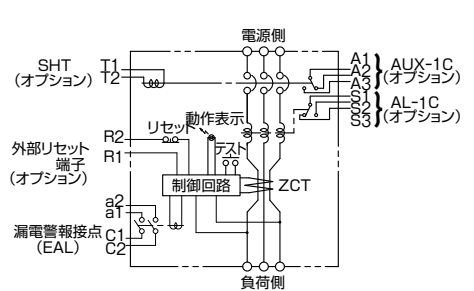 電源側
SHT
(オプション)
T1
T2
A1
A2
A3
AUX-1C
(オプション)
S1
S2
S3
AL-1C
(オプション)
リセット
動作表示
テスト
R2
R1
外部リセット
端子
(オプション)
制御回路
ZCT
a2
a1
漏電警報接点
(EAL)
C1
C2
負荷側